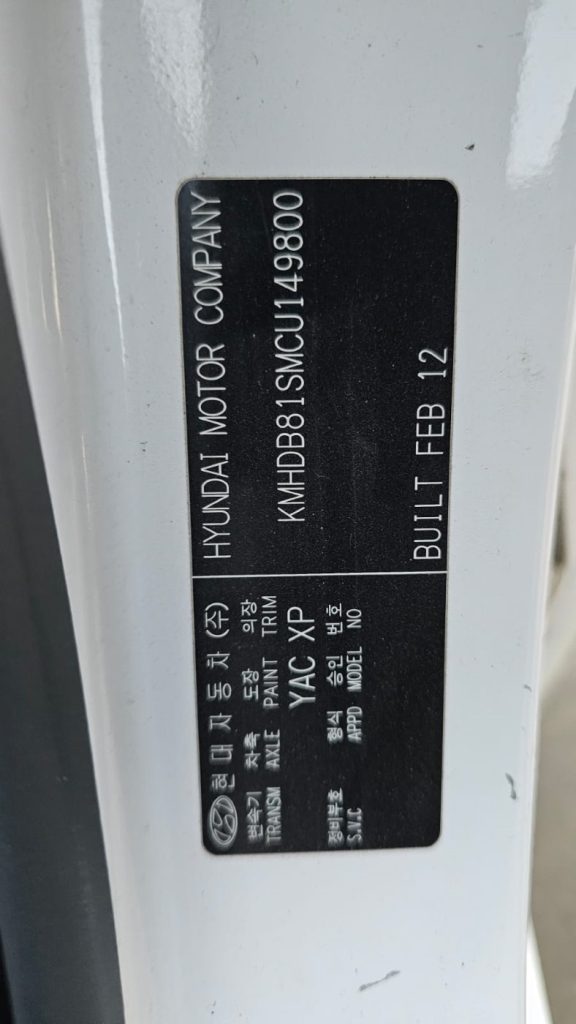 현대자동차(주)
변속기 차축 도장 의장
TRANSM AXLE PAINT TRIM
YAC XP
정비부호 형식 승인 번호
S.V.C APPD MODEL NO
HYUNDAI MOTOR COMPANY
KMHDB81SMCU149800
BUILT FEB 12